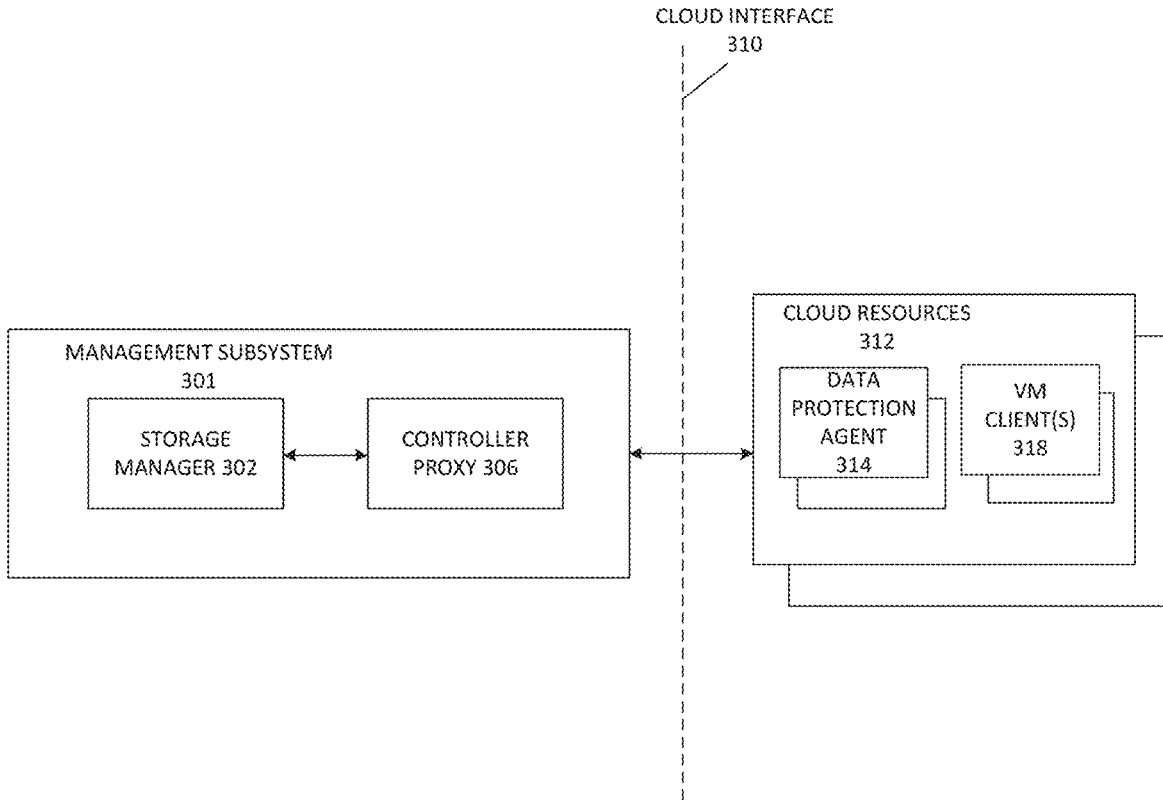 CLOUD INTERFACE
310
MANAGEMENT SUBSYSTEM
301
STORAGE
MANAGER 302
CONTROLLER
PROXY 306
CLOUD RESOURCES
312
DATA
PROTECTION
AGENT
314
VM
CLIENT(S)
318